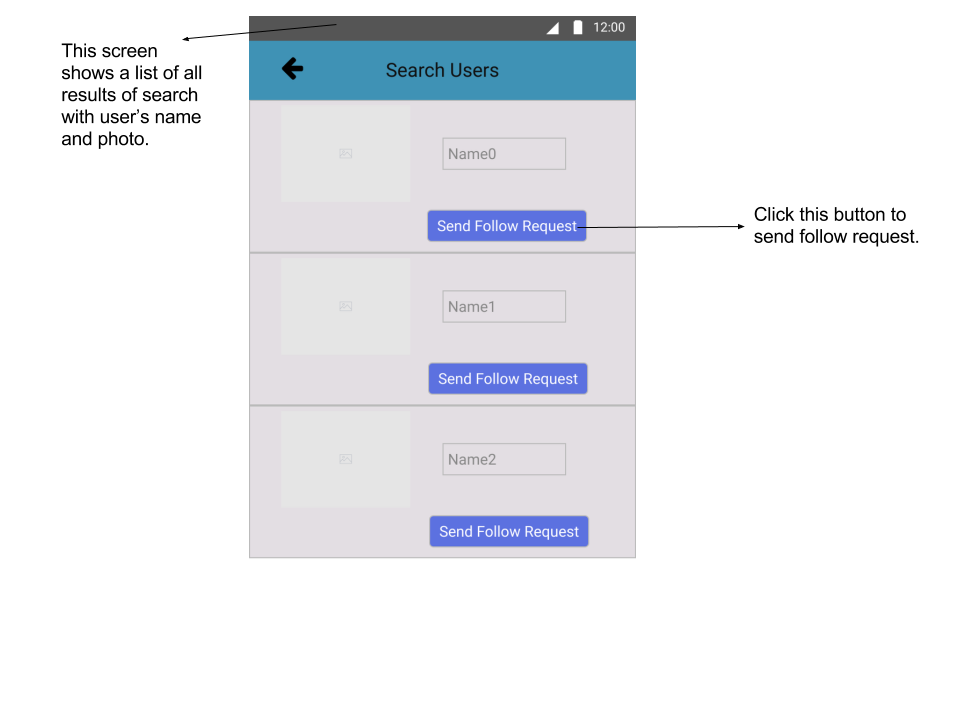 This screen
shows a list of all
results of search
with user's name
and photo.
12:00
Search Users
Name0
Send Follow Request
Click this button to
send follow request.
Name1
Send Follow Request
Name2
Send Follow Request